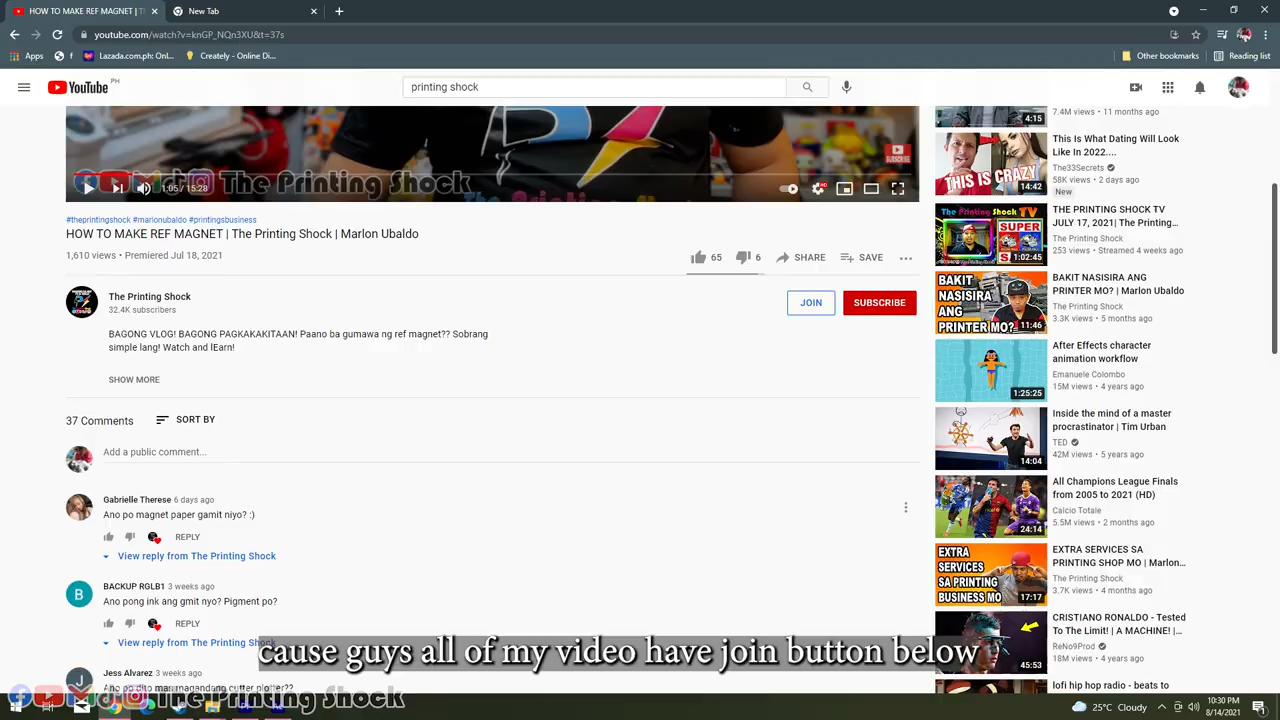 HOW TO MAKE REF MAGNET | Th
New Tab
youtube.com/watch?v=knGP_NQn3XU&t=37s
Apps
Lazada.com.ph: Onl...
Creately - Online Di...
Other bookmarks
Reading list
YouTube PH
printing shock
1:05 / 15:28
The Printing Shock
SUBSCRIBE
#theprintingshock #marlonubaldo #printingsbusiness
HOW TO MAKE REF MAGNET | The Printing Shock | Marlon Ubaldo
1,610 views • Premiered Jul 18, 2021
65
6
SHARE
SAVE
The Printing Shock
32.4K subscribers
JOIN
SUBSCRIBE
BAGONG VLOG! BAGONG PAGKAKAKITAAN! Paano ba gumawa ng ref magnet?? Sobrang
simple lang! Watch and lEarn!
SHOW MORE
37 Comments
SORT BY
Add a public comment...
Gabrielle Therese 6 days ago
Ano po magnet paper gamit niyo? :)
REPLY
View reply from The Printing Shock
B
BACKUP RGLB1 3 weeks ago
Ano pong ink ang gmit nyo? Pigment po?
REPLY
View reply from The Printing Shock
J
Jess Alvarez 3 weeks ago
cause guys all of my video have join button below
The Printing Shock
7.4M views • 11 months ago
4:15
This Is What Dating Will Look
Like In 2022....
The33Secrets
58K views • 2 days ago
New
THIS IS CRAZY
14:42
THE PRINTING SHOCK TV
JULY 17, 2021| The Printing...
The Printing Shock
253 views • Streamed 4 weeks ago
The Printing Shock TV
SUPER
1:02:45
BAKIT NASISIRA ANG
PRINTER MO? | Marlon Ubaldo
The Printing Shock
3.3K views • 5 months ago
BAKIT
NASISIRA
ANG
PRINTER MO?
11:46
After Effects character
animation workflow
Emanuele Colombo
15M views • 4 years ago
1:25:25
Inside the mind of a master
procrastinator | Tim Urban
TED
42M views • 5 years ago
14:04
All Champions League Finals
from 2005 to 2021 (HD)
Calcio Totale
5.5M views • 2 months ago
24:14
EXTRA SERVICES SA
PRINTING SHOP MO | Marlon...
The Printing Shock
3.7K views • 4 months ago
EXTRA
SERVICES
SA PRINTING
BUSINESS MO
17:17
CRISTIANO RONALDO - Tested
To The Limit! | A MACHINE! |...
ReNo9Prod
18M views • 4 years ago
45:53
lofi hip hop radio - beats to
25°C Cloudy
10:30 PM
8/14/2021